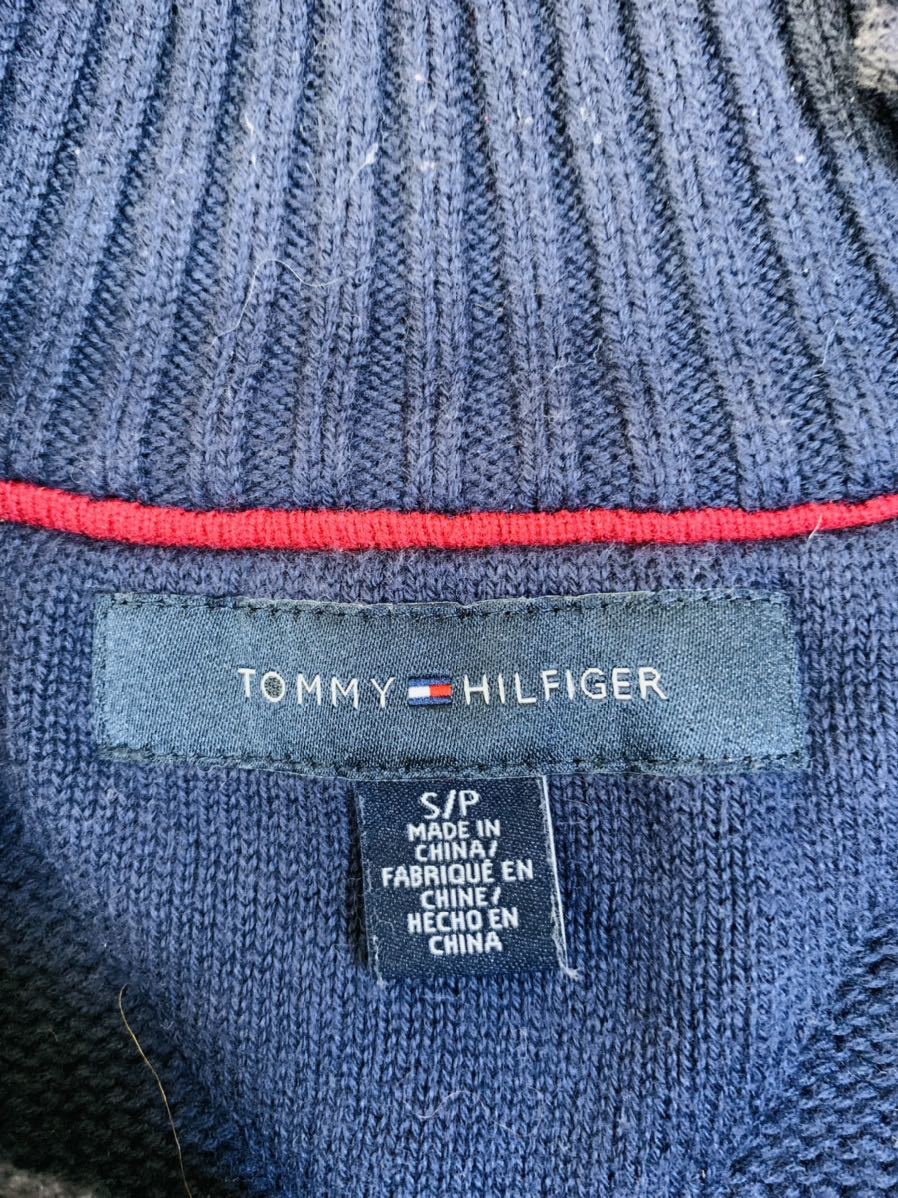 TOMMY HILFIGER
S/P
MADE IN
CHINA/
FABRIQUÉ EN
CHINE/
HECHO EN
CHINA